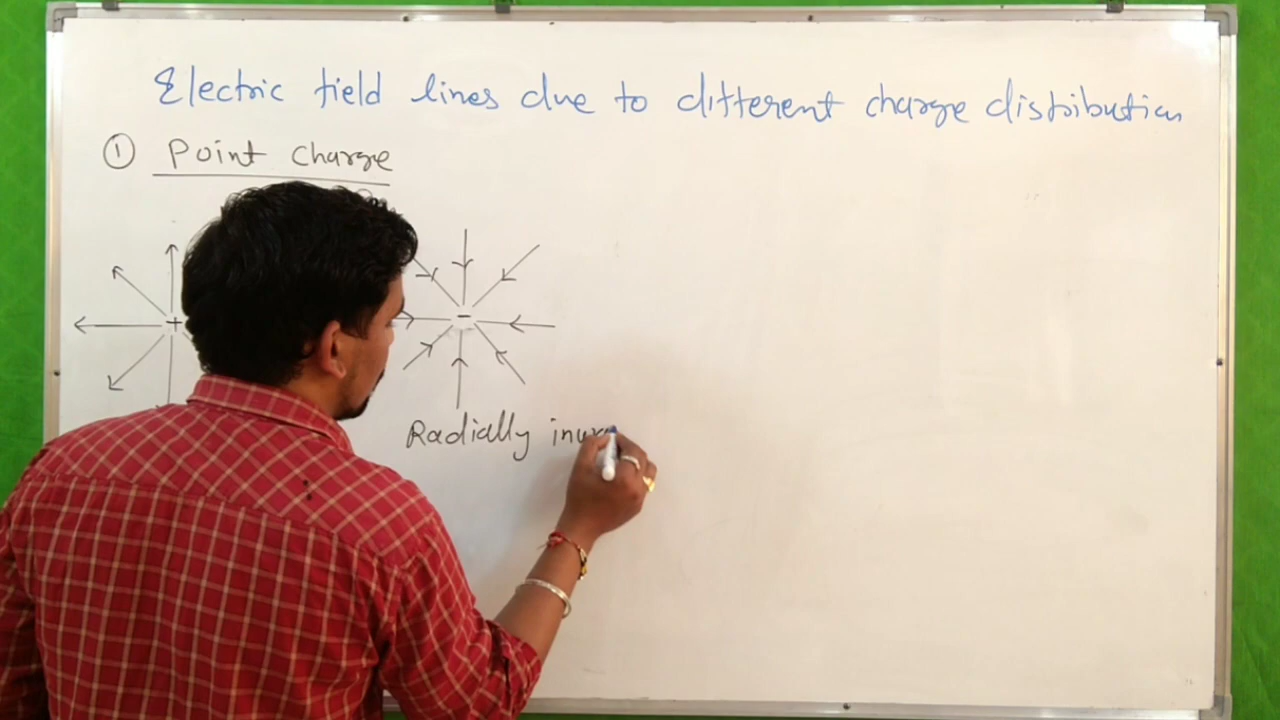 Electric field lines due to different charge distribution
① Point charge
+
-
Radially inwa